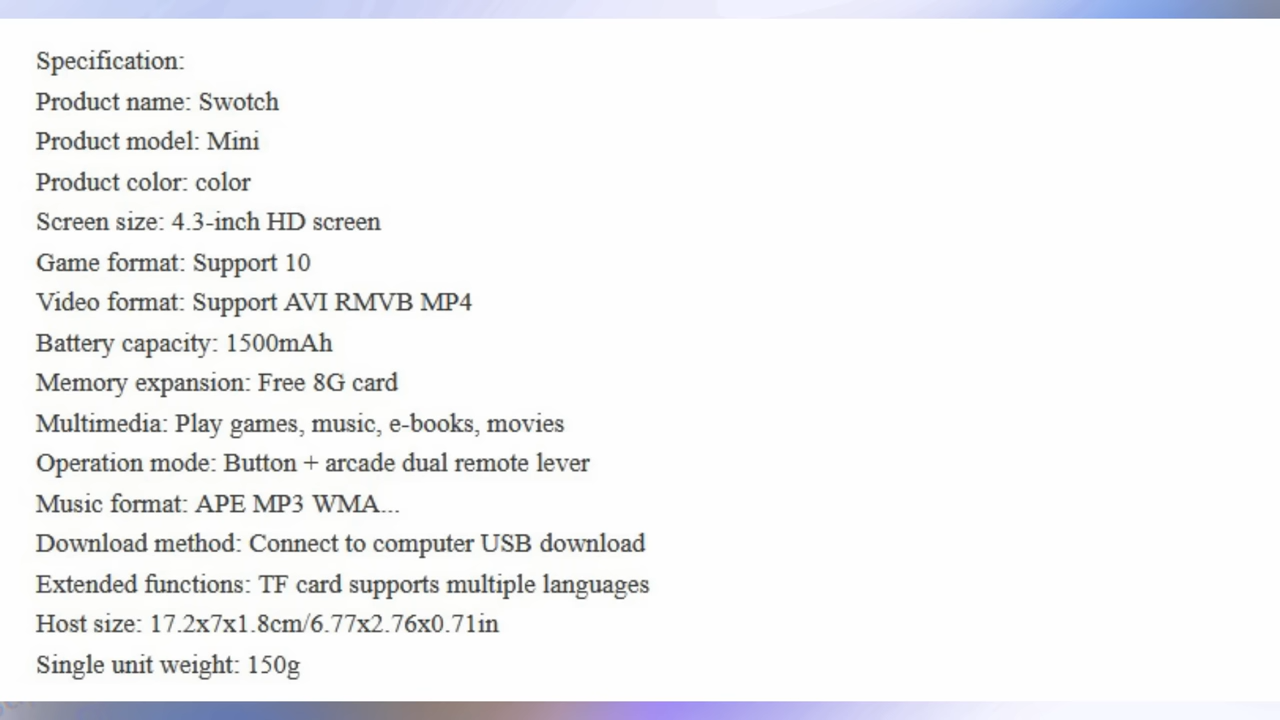 Specification:
Product name: Swotch
Product model: Mini
Product color: color
Screen size: 4.3-inch HD screen
Game format: Support 10
Video format: Support AVI RMVB MP4
Battery capacity: 1500mAh
Memory expansion: Free 8G card
Multimedia: Play games, music, e-books, movies
Operation mode: Button + arcade dual remote lever
Music format: APE MP3 WMA...
Download method: Connect to computer USB download
Extended functions: TF card supports multiple languages
Host size: 17.2x7x1.8cm/6.77x2.76x0.71in
Single unit weight: 150g